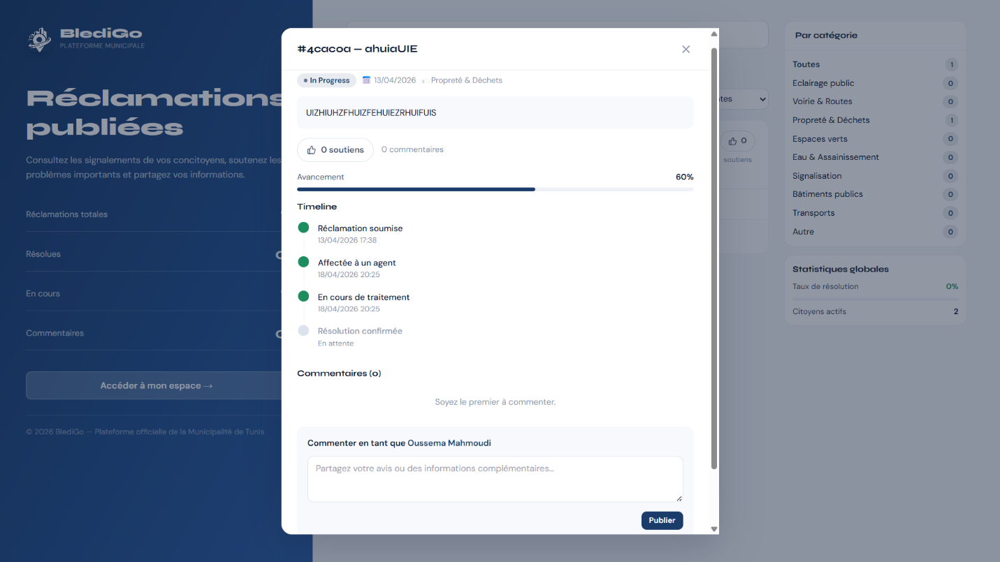 BlediGo
PLATEFORME MUNICIPALE
Réclamations
publiées
Consultez les signalements de vos concitoyens, soutenez les
problèmes importants et partagez vos informations.
Réclamations totales
Résolues
En cours
Commentaires
Accéder à mon espace →
© 2026 BlediGo — Plateforme officielle de la Municipalité de Tunis
#4cac0a — ahuiaUIE
In Progress
13/04/2026
Propreté & Déchets
UIZHIUHZFHUIZFEHUIEZRHUIFUIS
0 soutiens
0 commentaires
Avancement
60%
Timeline
Réclamation soumise
13/04/2026 17:38
Affectée à un agent
18/04/2026 20:25
En cours de traitement
18/04/2026 20:25
Résolution confirmée
En attente
Commentaires (0)
Soyez le premier à commenter.
Commenter en tant que Oussema Mahmoudi
Partagez votre avis ou des informations complémentaires...
Publier
0
soutiens
Par catégorie
Toutes 1
Eclairage public 0
Voirie & Routes 0
Propreté & Déchets 1
Espaces verts 0
Eau & Assainissement 0
Signalisation 0
Bâtiments publics 0
Transports 0
Autre 0
Statistiques globales
Taux de résolution 0%
Citoyens actifs 2